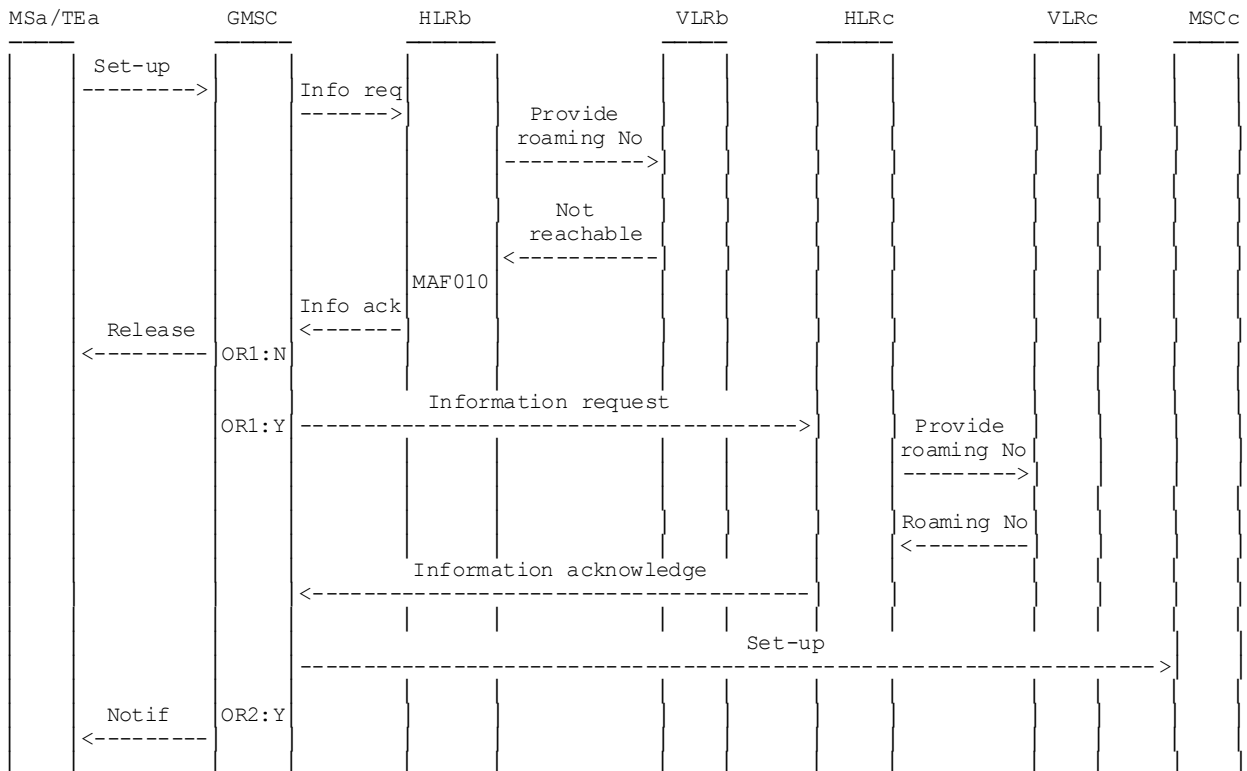 MSa/TEa GMSC HLRb VLRb HLRc VLRc MSCc
Set-up
Info req
Provide
roaming No
Not
reachable
MAF010
Info ack
Release
OR1:N
Information request
OR1:Y
Provide
roaming No
Roaming No
Information acknowledge
Set-up
Notif OR2:Y